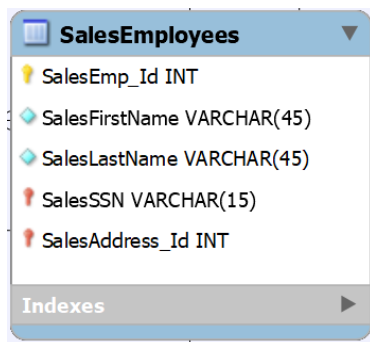 SalesEmployees
SalesEmp_Id INT
SalesFirstName VARCHAR(45)
SalesLastName VARCHAR(45)
SalesSSN VARCHAR(15)
SalesAddress_Id INT
Indexes